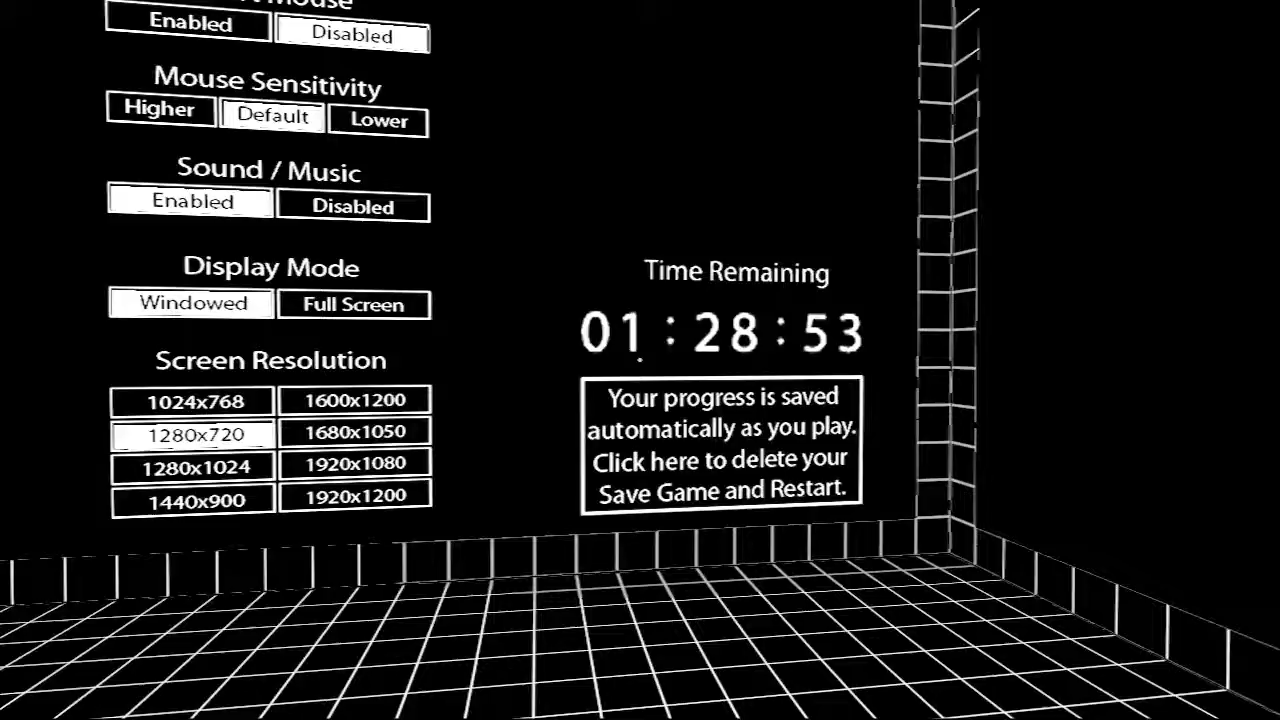 Mouse
Enabled Disabled
Mouse Sensitivity
Higher Default Lower
Sound / Music
Enabled Disabled
Display Mode
Windowed Full Screen
Screen Resolution
1024x768 1600x1200
1280x720 1680x1050
1280x1024 1920x1080
1440x900 1920x1200
Time Remaining
01 : 28 : 53
Your progress is saved
automatically as you play.
Click here to delete your
Save Game and Restart.